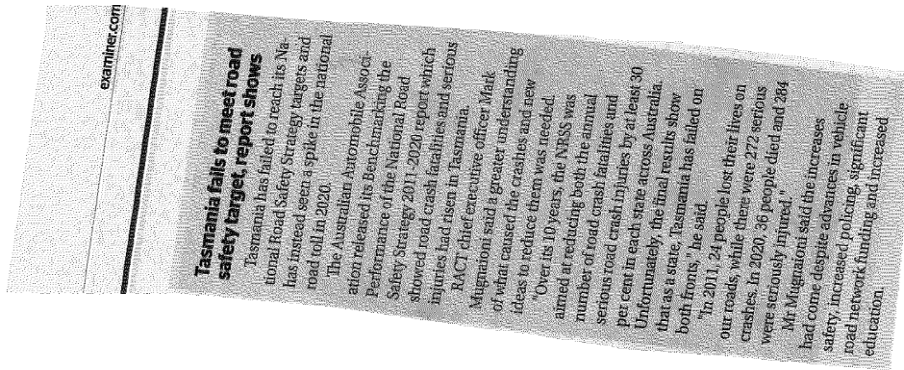 examiner.com
Tasmania fails to meet road
safety target, report shows
Tasmania has failed to reach its Na-
tional Road Safety Strategy targets and
has instead seen a spike in the national
road toll in 2020.
The Australian Automobile Associ-
ation released its Benchmarking the
Performance of the National Road
Safety Strategy 2011-2020 report which
showed road crash fatalities and serious
injuries had risen in Tasmania.
RACT chief executive officer Mark
Mugnaioni said a greater understanding
of what caused the crashes and new
ideas to reduce them was needed.
"Over its 10 years, the NRSS was
aimed at reducing both the annual
number of road crash fatalities and
serious road crash injuries by at least 30
per cent in each state across Australia.
Unfortunately, the final results show
that as a state, Tasmania has failed on
both fronts," he said.
"In 2011, 24 people lost their lives on
our roads, while there were 272 serious
crashes. In 2020, 36 people died and 284
were seriously injured."
Mr Mugnaioni said the increases
had come despite advances in vehicle
safety, increased policing, significant
road network funding and increased
education.